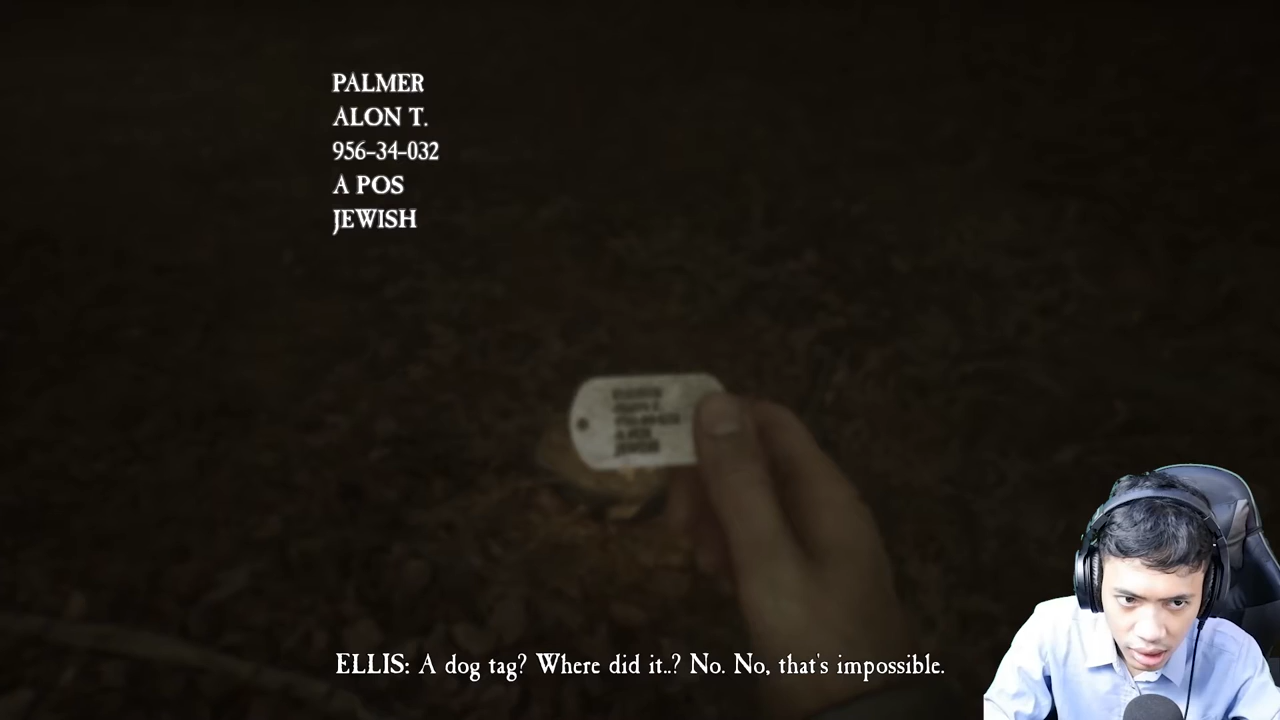 PALMER
ALON T.
956-34-032
A POS
JEWISH
ELLIS: A dog tag? Where did it..? No. No, that's impossible.